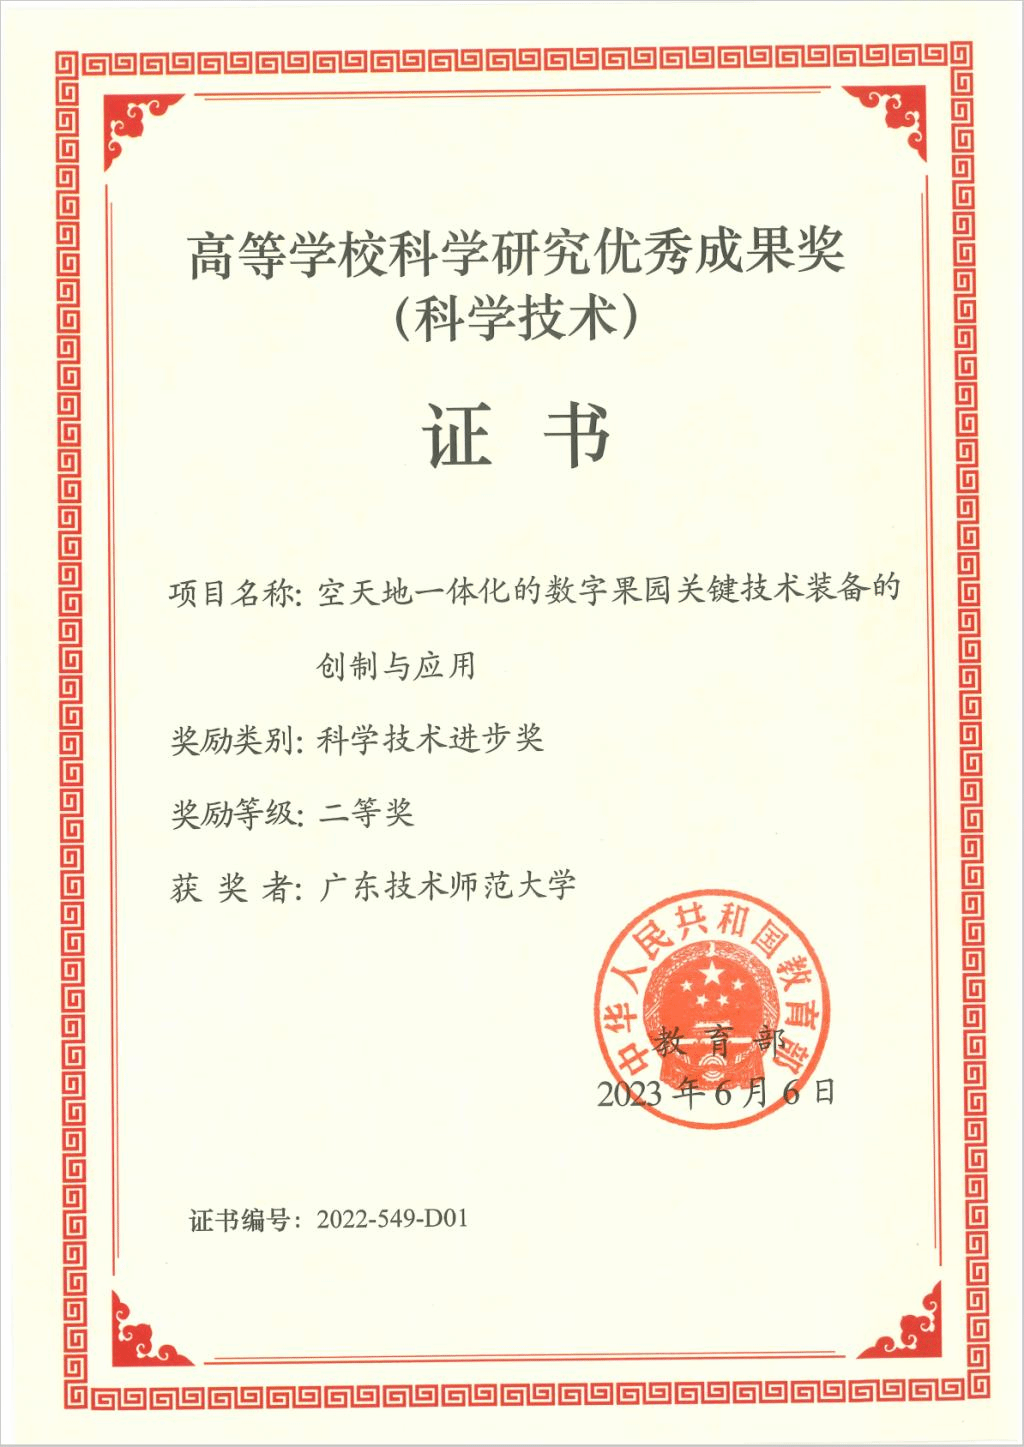 高等学校科学研究优秀成果奖
（科学技术）
证 书
项目名称: 空天地一体化的数字果园关键技术装备的
创制与应用
奖励类别: 科学技术进步奖
奖励等级: 二等奖
获 奖 者: 广东技术师范大学
中华人民共和国教育部
教 育 部
2023 年 6 月 6 日
证书编号: 2022-549-D01